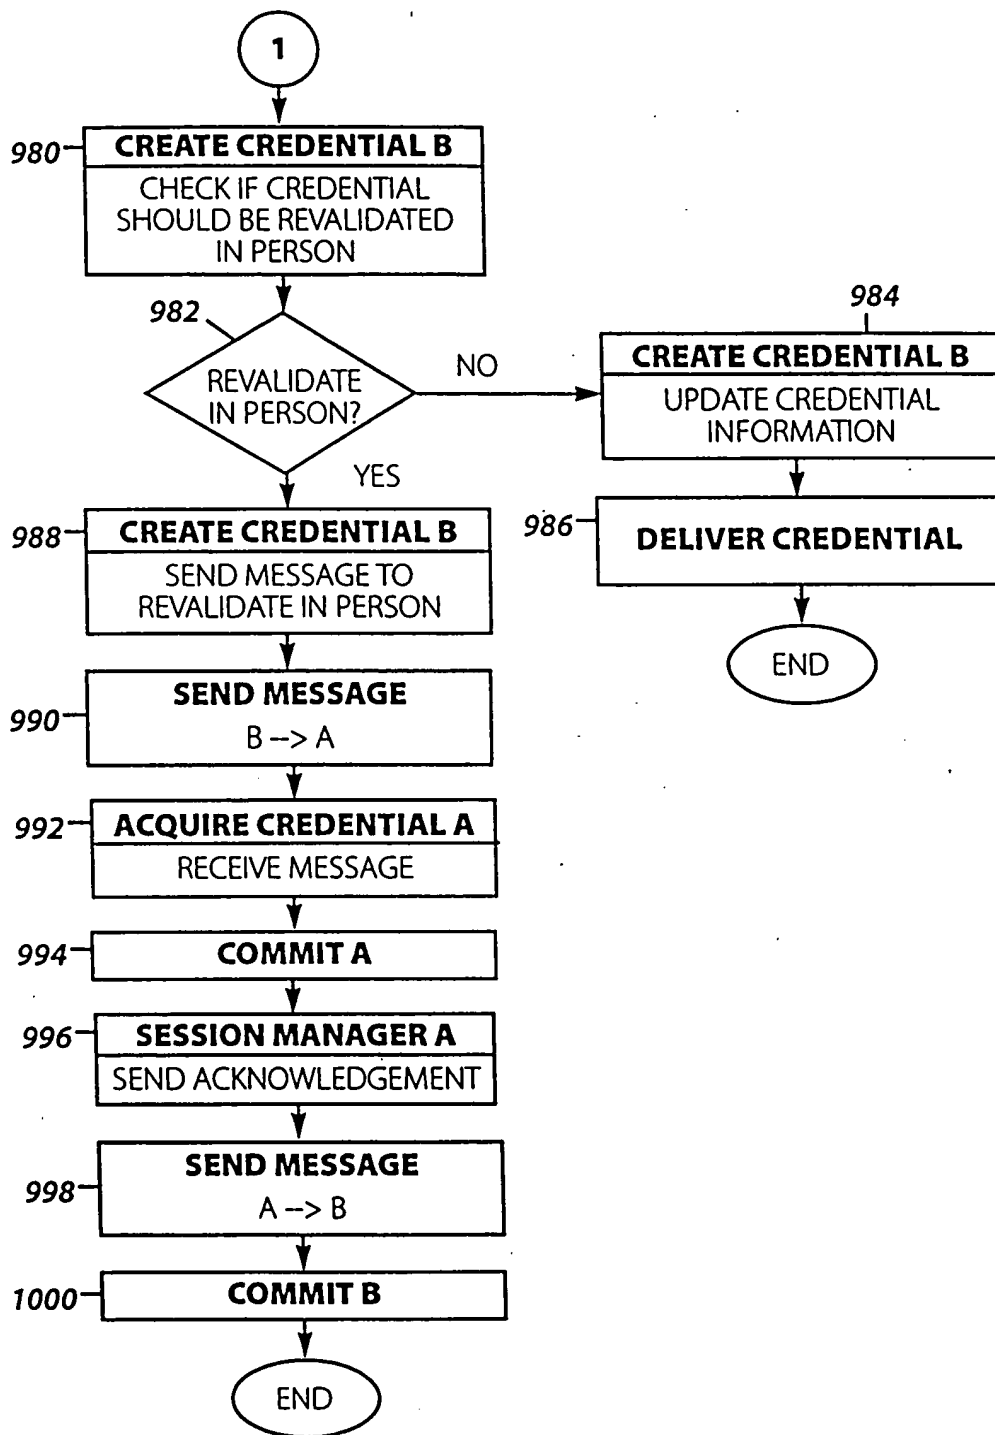 1
980
CREATE CREDENTIAL B
CHECK IF CREDENTIAL
SHOULD BE REVALIDATED
IN PERSON
982
REVALIDATE
IN PERSON?
NO
YES
984
CREATE CREDENTIAL B
UPDATE CREDENTIAL
INFORMATION
986
DELIVER CREDENTIAL
END
988
CREATE CREDENTIAL B
SEND MESSAGE TO
REVALIDATE IN PERSON
990
SEND MESSAGE
B --> A
992
ACQUIRE CREDENTIAL A
RECEIVE MESSAGE
994
COMMIT A
996
SESSION MANAGER A
SEND ACKNOWLEDGEMENT
998
SEND MESSAGE
A --> B
1000
COMMIT B
END